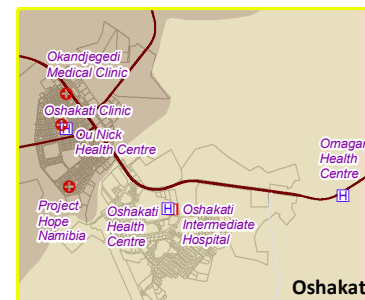 Okandjegedi
Medical Clinic
Oshakati Clinic
Ou Nick
Health Centre
Omagar
Health
Centre
Project
Hope
Namibia
Oshakati
Health
Centre
Oshakati
Intermediate
Hospital
Oshakat